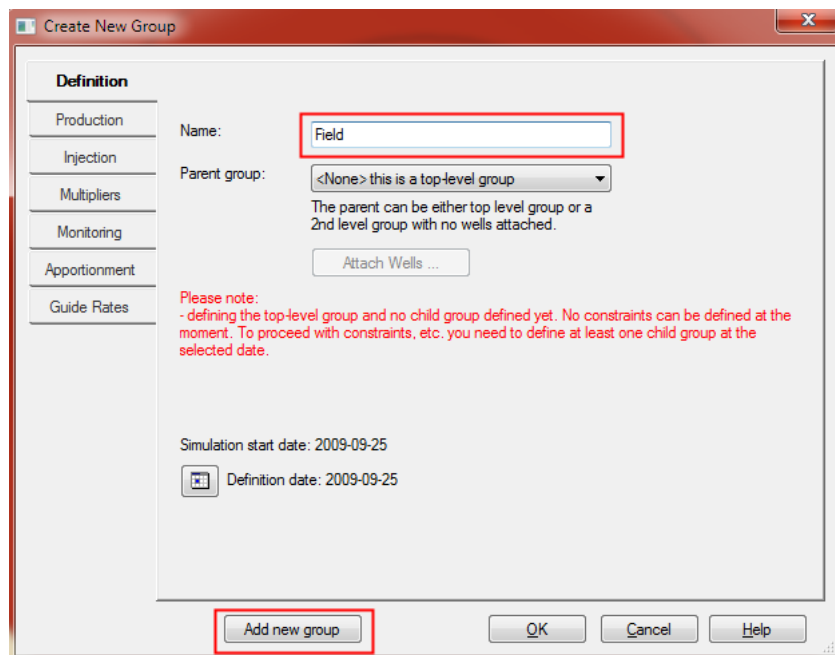 Create New Group
Definition
Production
Injection
Multipliers
Monitoring
Apportionment
Guide Rates
Name:
Field
Parent group:
<None> this is a top-level group
The parent can be either top level group or a
2nd level group with no wells attached.
Attach Wells ...
Please note:
- defining the top-level group and no child group defined yet. No constraints can be defined at the
moment. To proceed with constraints, etc. you need to define at least one child group at the
selected date.
Simulation start date: 2009-09-25
Definition date: 2009-09-25
Add new group
OK
Cancel
Help